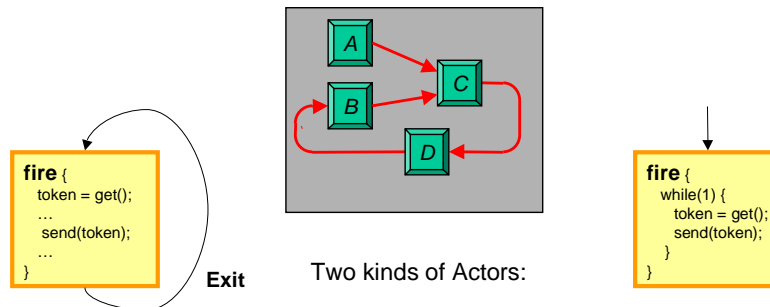 A
B
C
D
fire {
token = get();
…
send(token);
…
}
Exit
Two kinds of Actors:
fire {
while(1) {
token = get();
send(token);
}
}